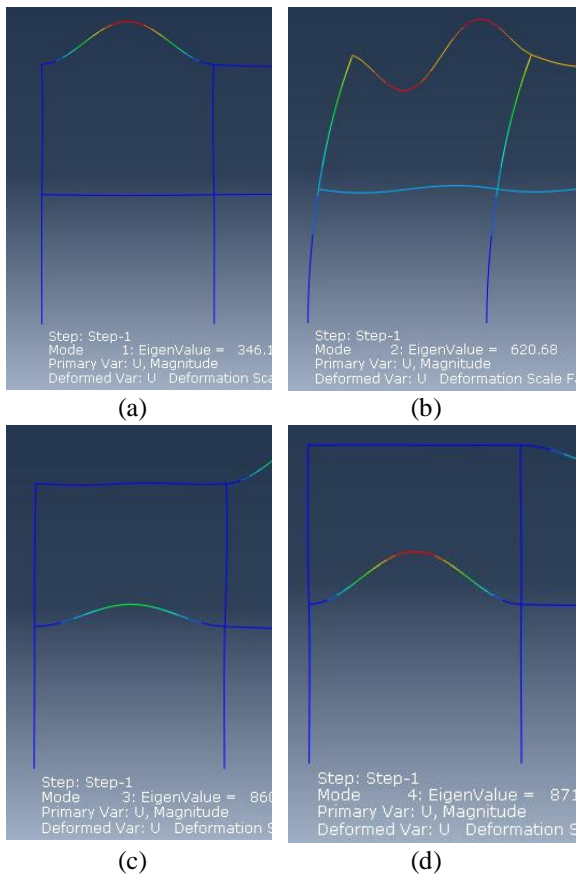 Step: Step-1
Mode 1: EigenValue = 346.1
Primary Var: U, Magnitude
Deformed Var: U Deformation Sca
(a)
Step: Step-1
Mode 2: EigenValue = 620.68
Primary Var: U, Magnitude
Deformed Var: U Deformation Scale F
(b)
Step: Step-1
Mode 3: EigenValue = 860
Primary Var: U, Magnitude
Deformed Var: U Deformation S
(c)
Step: Step-1
Mode 4: EigenValue = 871
Primary Var: U, Magnitude
Deformed Var: U Deformation S
(d)